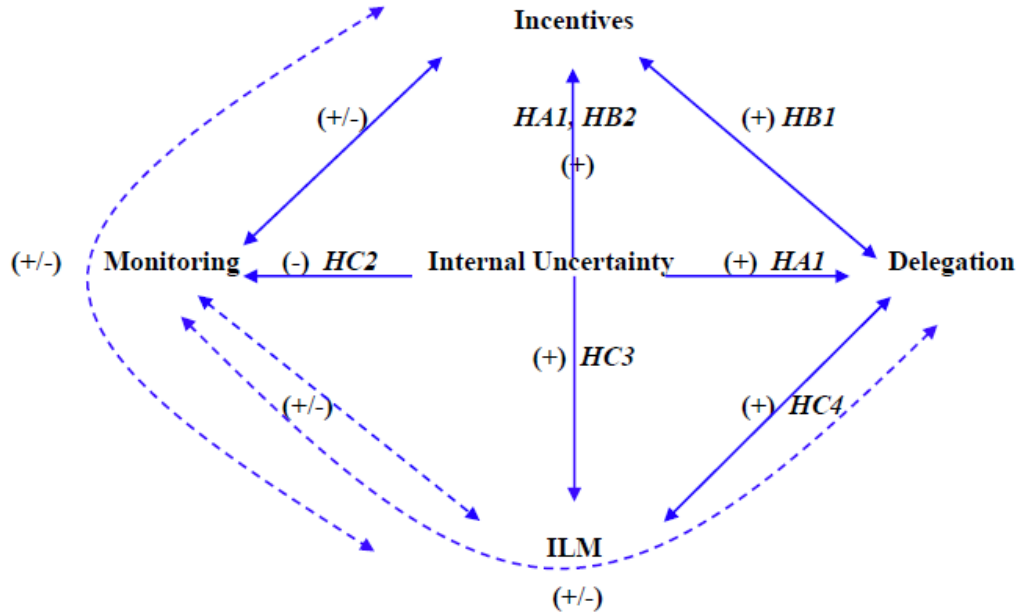 Incentives
(+/-)
HA1, HB2
(+) HB1
(+)
(+/-)
Monitoring
(-) HC2
Internal Uncertainty
(+) HA1
Delegation
(+) HC3
(+/-)
(+) HC4
ILM
(+/-)